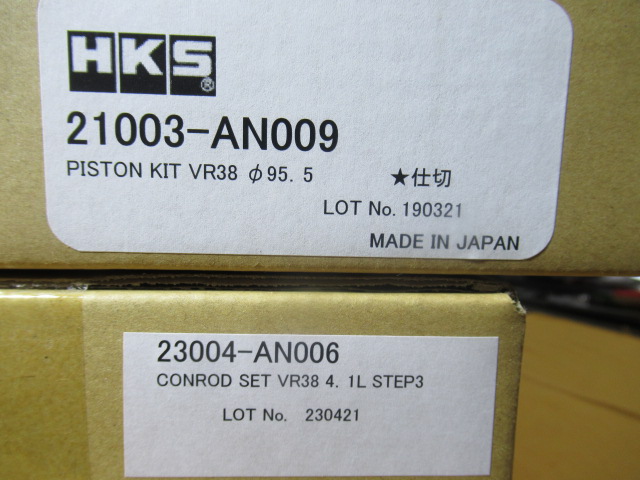 HKS®
21003-AN009
PISTON KIT VR38 φ95. 5 ★仕切
LOT No. 190321
MADE IN JAPAN
23004-AN006
CONROD SET VR38 4. 1L STEP3
LOT No. 230421